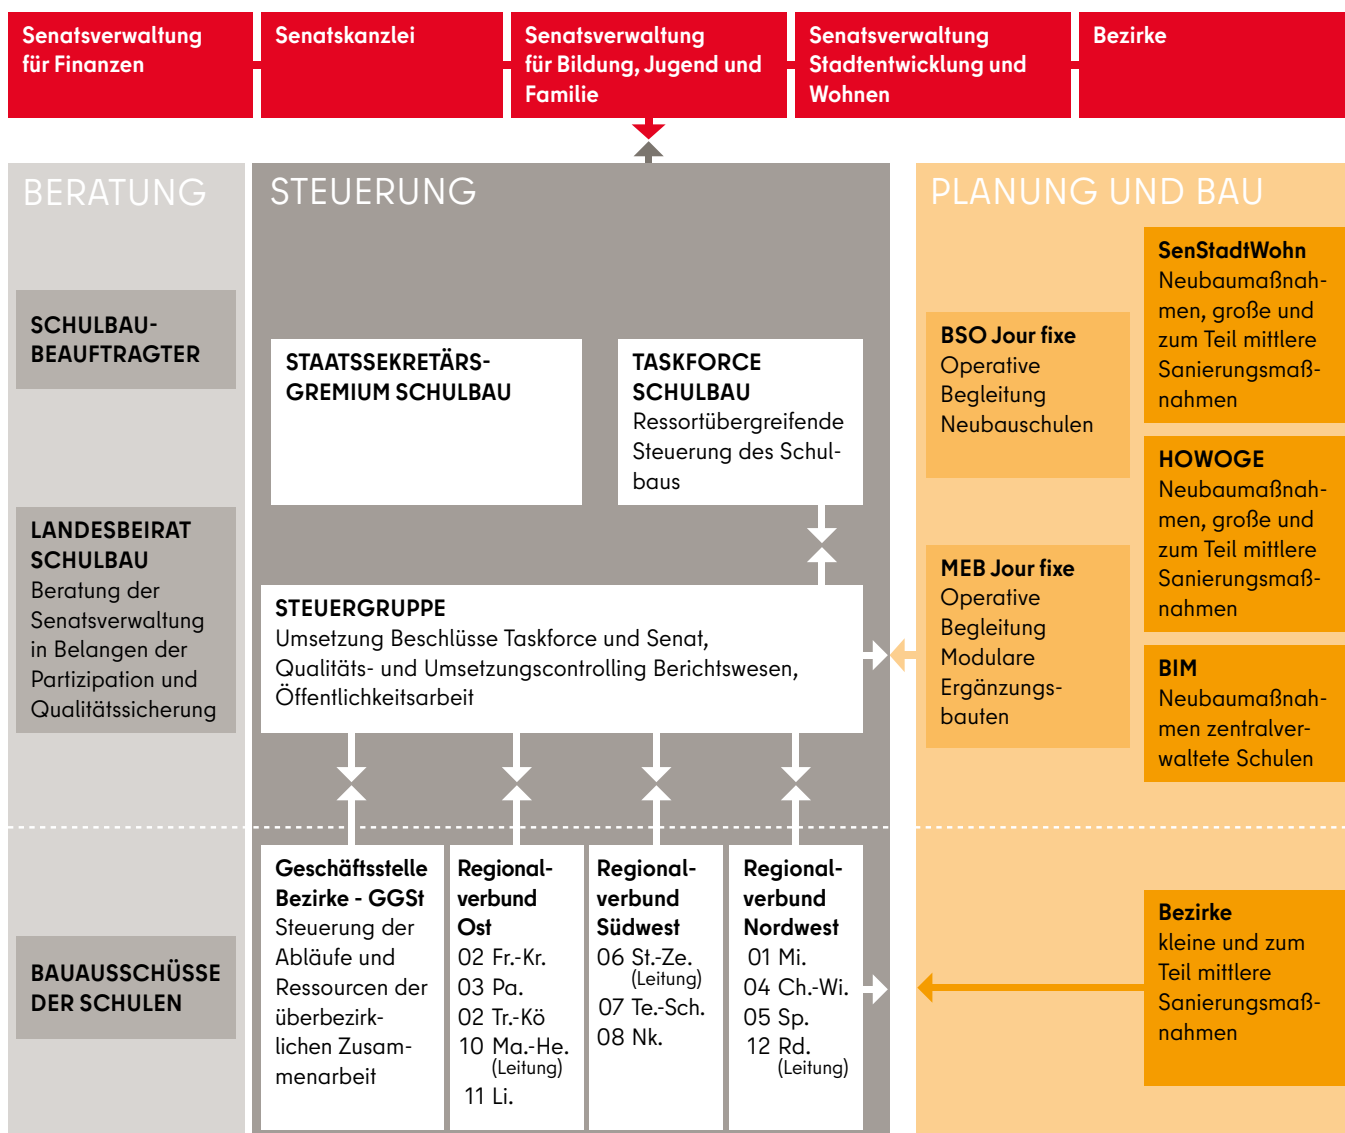 Senatsverwaltung
für Finanzen
Senatskanzlei
Senatsverwaltung
für Bildung, Jugend und
Familie
Senatsverwaltung
Stadtentwicklung und
Wohnen
Bezirke
BERATUNG
SCHULBAU-
BEAUFTRAGTER
LANDESBEIRAT
SCHULBAU
Beratung der
Senatsverwaltung
in Belangen der
Partizipation und
Qualitätssicherung
BAUAUSSCHÜSSE
DER SCHULEN
STEUERUNG
STAATSSEKRETÄRS-
GREMIUM SCHULBAU
TASKFORCE
SCHULBAU
Ressortübergreifende
Steuerung des Schul-
baus
STEUERGRUPPE
Umsetzung Beschlüsse Taskforce und Senat,
Qualitäts- und Umsetzungscontrolling Berichtswesen,
Öffentlichkeitsarbeit
Geschäftsstelle
Bezirke - GGSt
Steuerung der
Abläufe und
Ressourcen der
überbezirk-
lichen Zusam-
menarbeit
Regional-
verbund
Ost
02 Fr.-Kr.
03 Pa.
02 Tr.-Kö
10 Ma.-He.
(Leitung)
11 Li.
Regional-
verbund
Südwest
06 St.-Ze.
(Leitung)
07 Te.-Sch.
08 Nk.
Regional-
verbund
Nordwest
01 Mi.
04 Ch.-Wi.
05 Sp.
12 Rd.
(Leitung)
PLANUNG UND BAU
BSO Jour fixe
Operative
Begleitung
Neubauschulen
MEB Jour fixe
Operative
Begleitung
Modulare
Ergänzungs-
bauten
SenStadtWohn
Neubaumaßnah-
men, große und
zum Teil mittlere
Sanierungsmaß-
nahmen
HOWOGE
Neubaumaßnah-
men, große und
zum Teil mittlere
Sanierungsmaß-
nahmen
BIM
Neubaumaßnah-
men zentralver-
waltete Schulen
Bezirke
kleine und zum
Teil mittlere
Sanierungsmaß-
nahmen